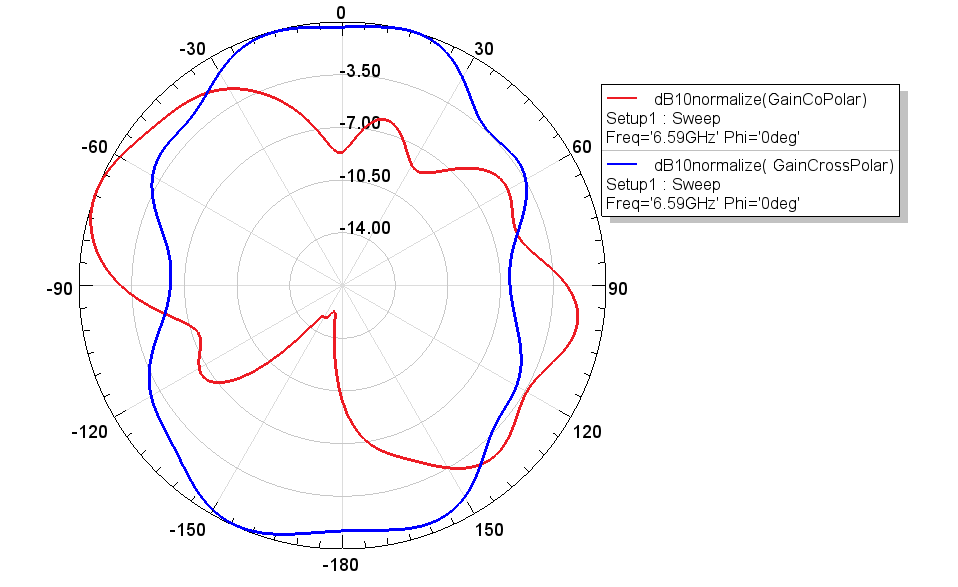 0
-30
30
-3.50
-7.00
-60
60
-10.50
-14.00
-90
90
-120
120
-150
150
-180
dB10normalize(GainCoPolar)
Setup1 : Sweep
Freq='6.59GHz' Phi='0deg'
dB10normalize( GainCrossPolar)
Setup1 : Sweep
Freq='6.59GHz' Phi='0deg'